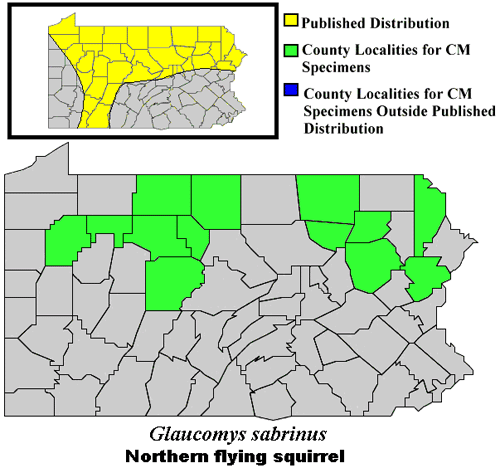 Published Distribution
County Localities for CM
Specimens
County Localities for CM
Specimens Outside Published
Distribution
Glaucomys sabrinus
Northern flying squirrel